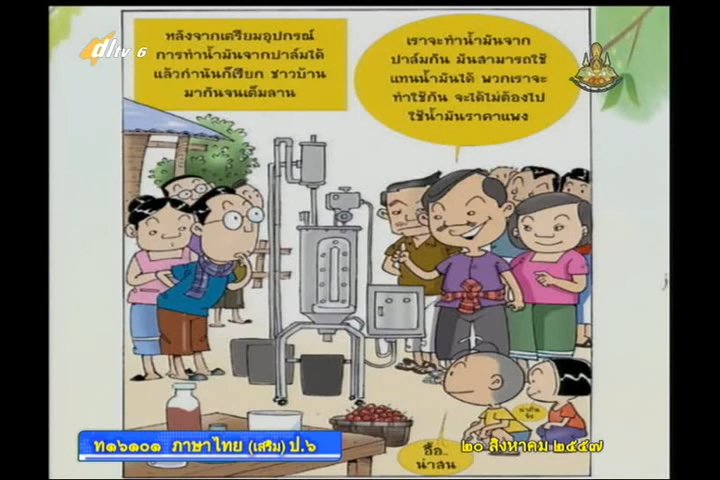 dltv 6
หลังจากเตรียมอุปกรณ์
การทำน้ำมันจากปาล์มได้
แล้วกำนันก็เรียก ชาวบ้าน
มากันจนเต็มลาน
เราจะทำน้ำมันจาก
ปาล์มกัน มันสามารถใช้
แทนน้ำมันได้ พวกเราจะ
ทำใช้กัน จะได้ไม่ต้องไป
ใช้น้ำมันราคาแพง
อื้อ..
น่าสน
ท๑๖๑๐๑ ภาษาไทย (เสริม) ป.๖
๒๐ สิงหาคม ๒๕๕๗